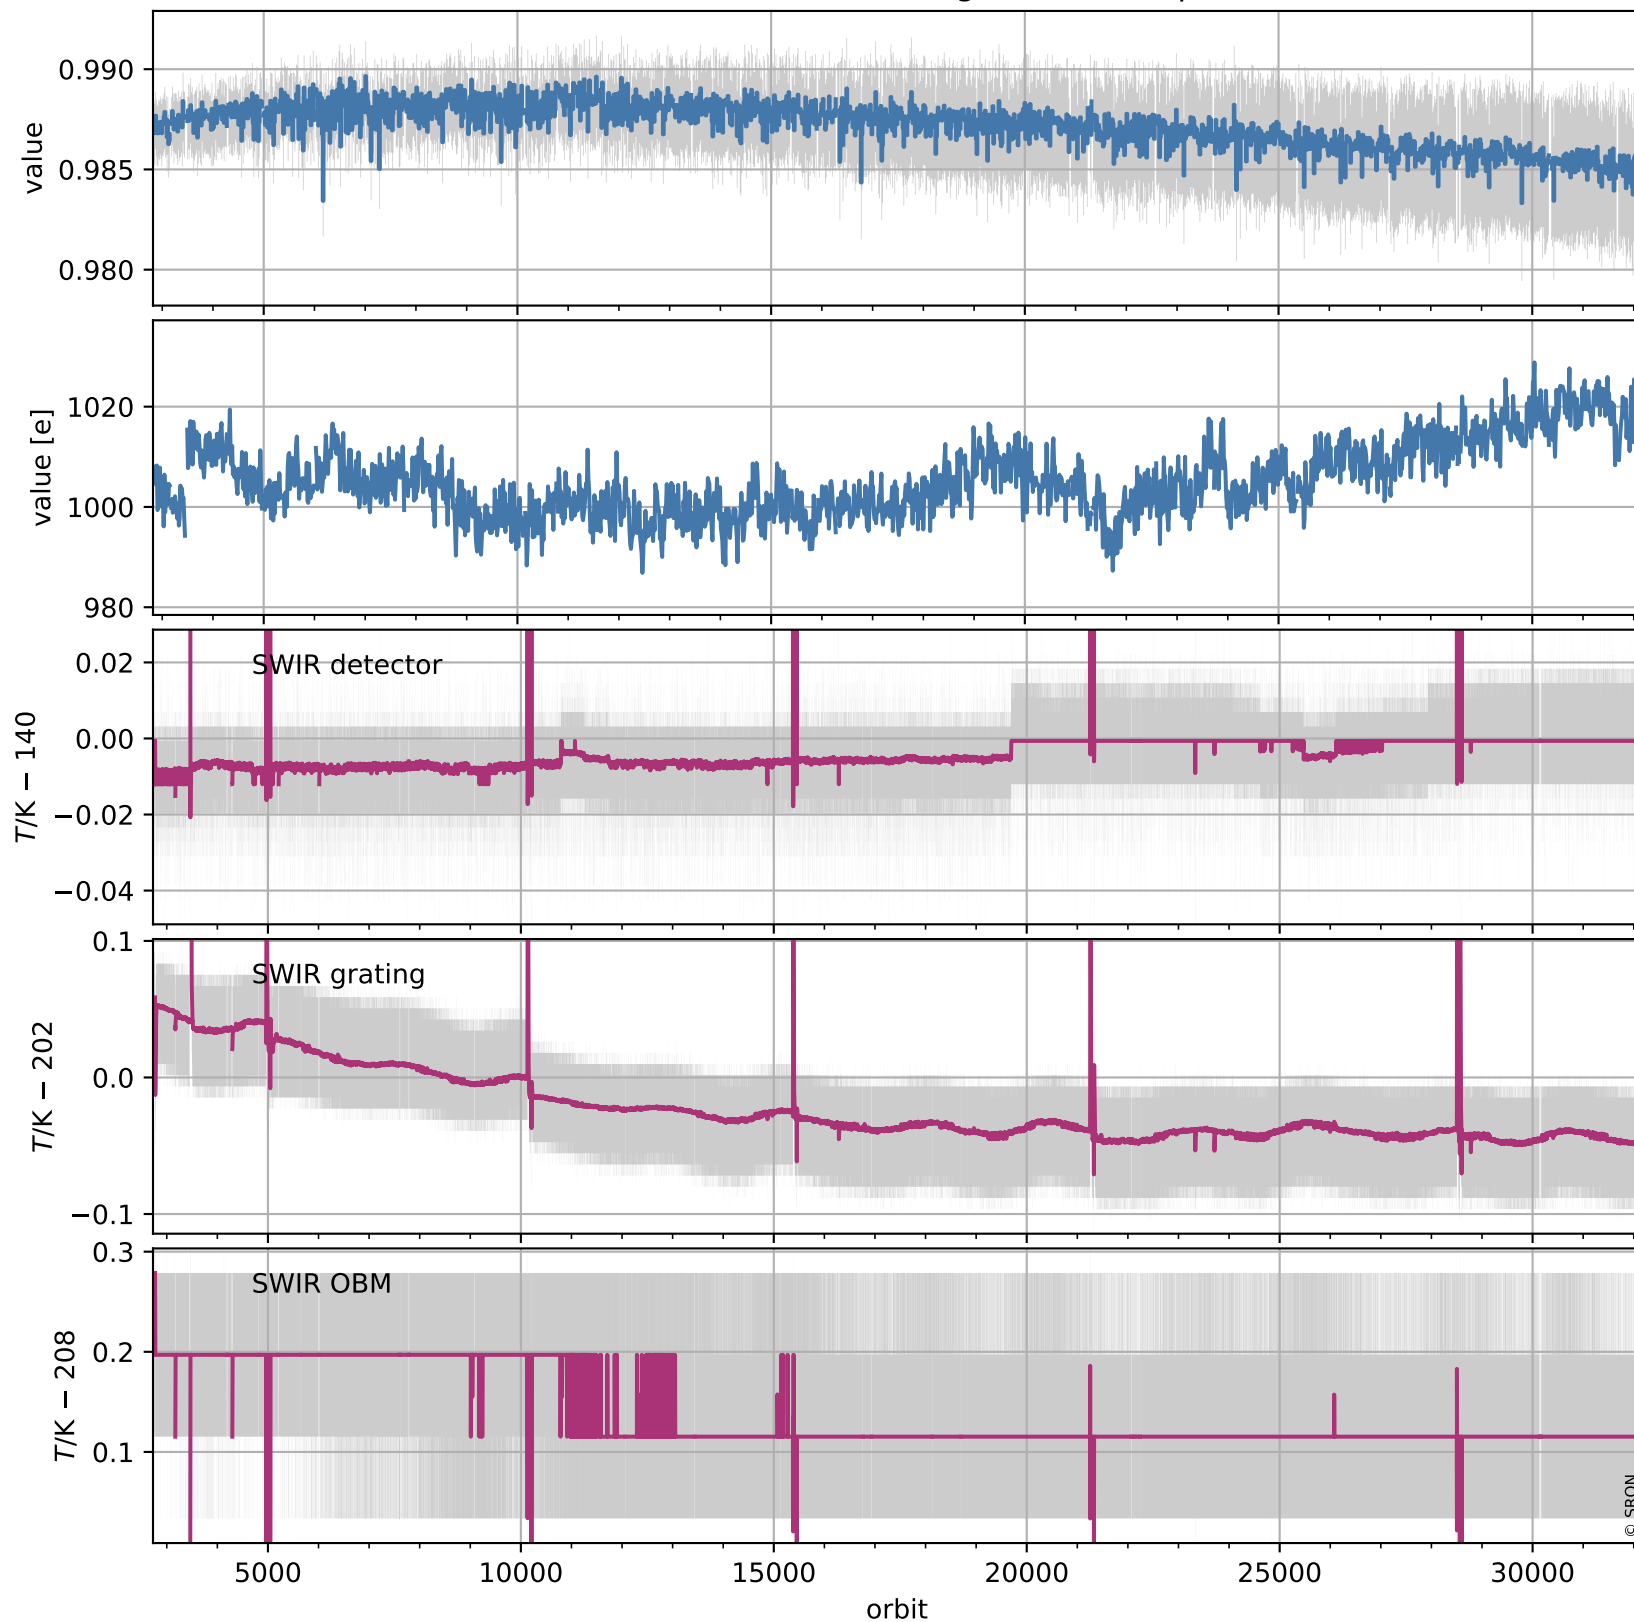 0.990
0.985
0.980
value
1020
1000
980
value [e]
SWIR detector
0.02
0.00
−0.02
−0.04
T/K − 140
SWIR grating
0.1
0.0
−0.1
T/K − 202
SWIR OBM
0.3
0.2
0.1
T/K − 208
© SRON
5000 10000 15000 20000 25000 30000
orbit